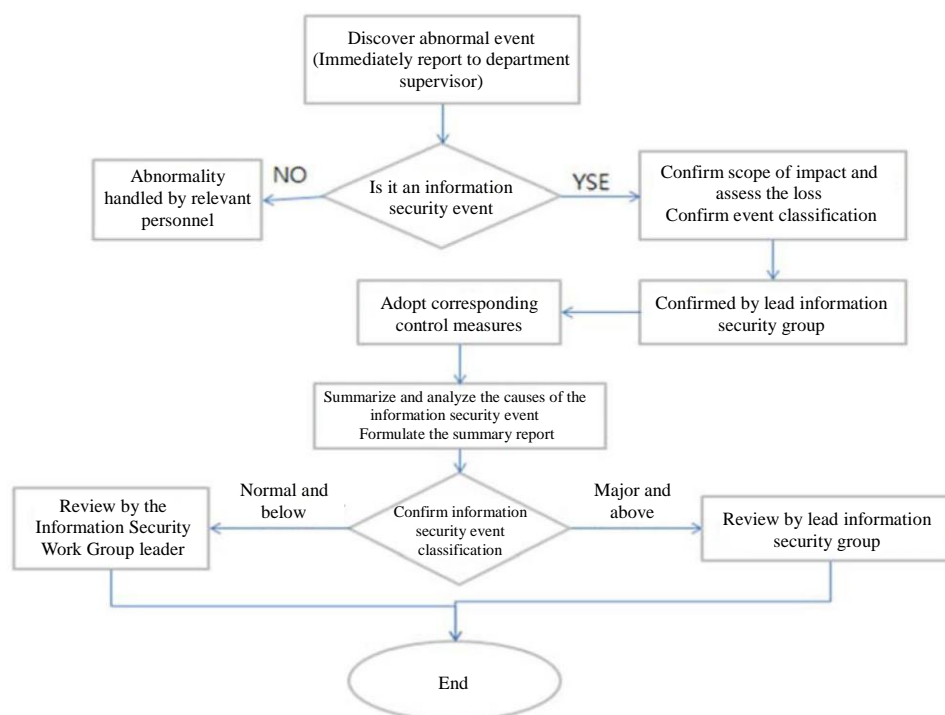 Discover abnormal event
(Immediately report to department
supervisor)
Abnormality
handled by relevant
personnel
NO
Is it an information
security event
YSE
Confirm scope of impact and
assess the loss
Confirm event classification
Adopt corresponding
control measures
Confirmed by lead information
security group
Summarize and analyze the causes of the
information security event
Formulate the summary report
Review by the
Information Security
Work Group leader
Normal and
below
Confirm information
security event
classification
Major and
above
Review by lead information
security group
End